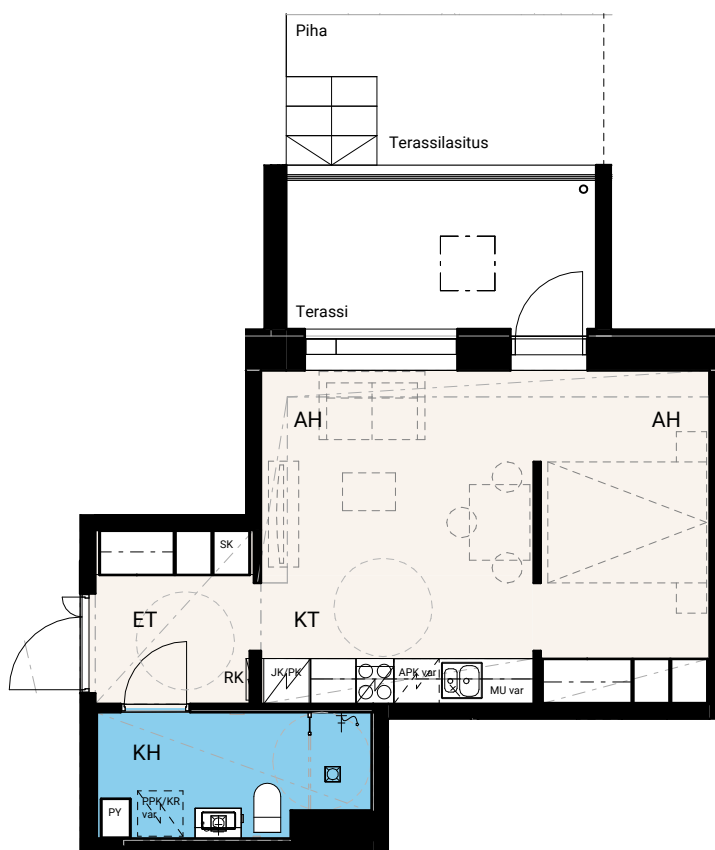 Piha
Terassilasitus
Terassi
AH
AH
SK
ET
KT
RK
JK/PK
APK var
MU var
KH
PY
PPK/KR
var